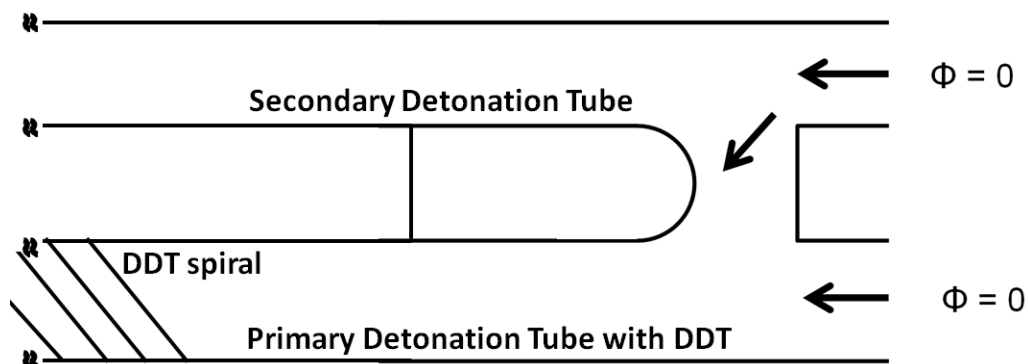 Φ = 0
Secondary Detonation Tube
DDT spiral
Φ = 0
Primary Detonation Tube with DDT